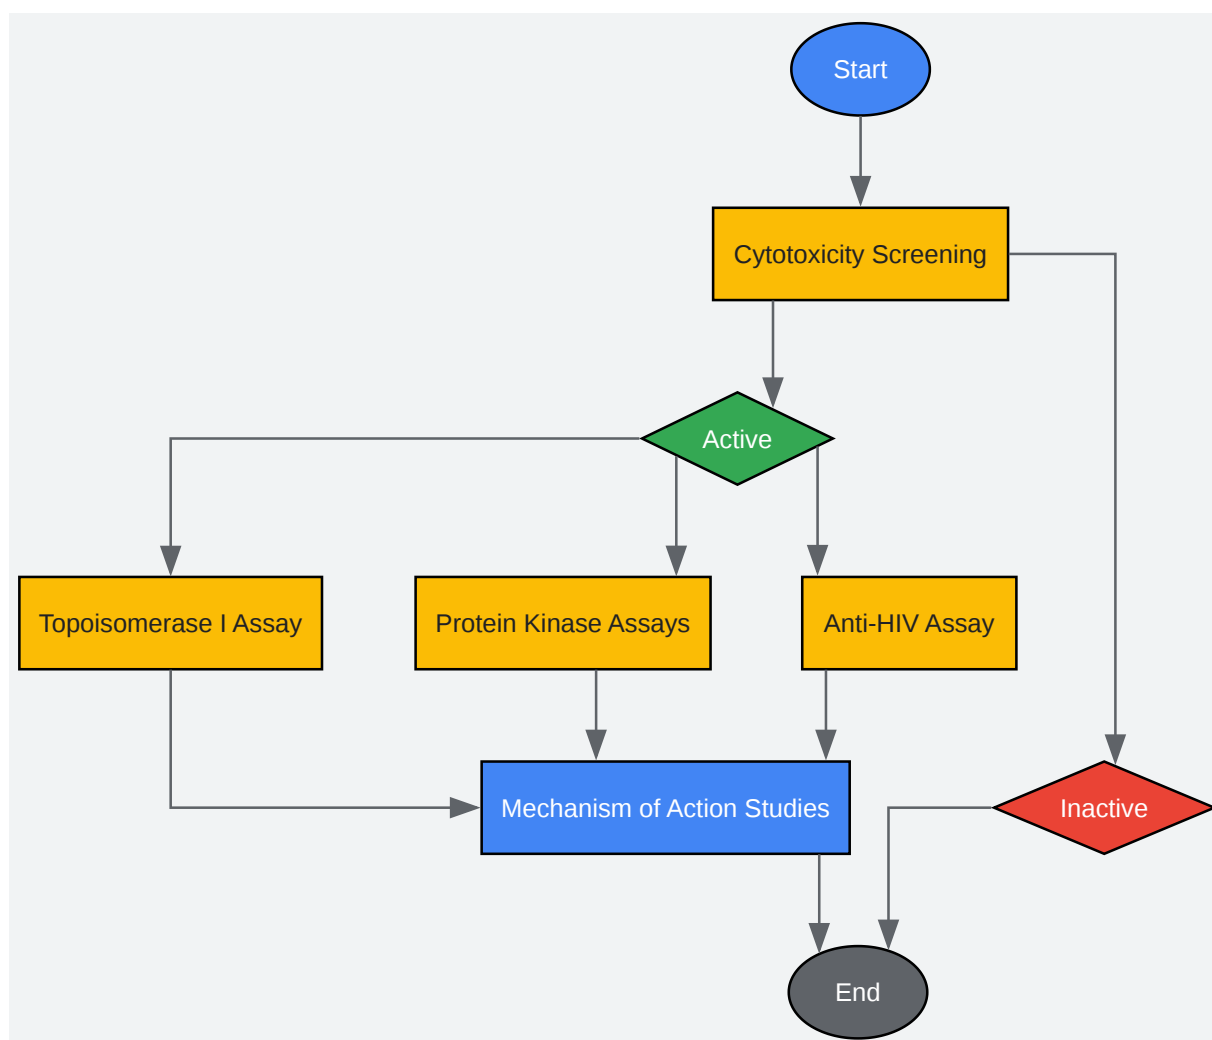 Start
Cytotoxicity Screening
Active
Topoisomerase I Assay
Protein Kinase Assays
Anti-HIV Assay
Mechanism of Action Studies
Inactive
End